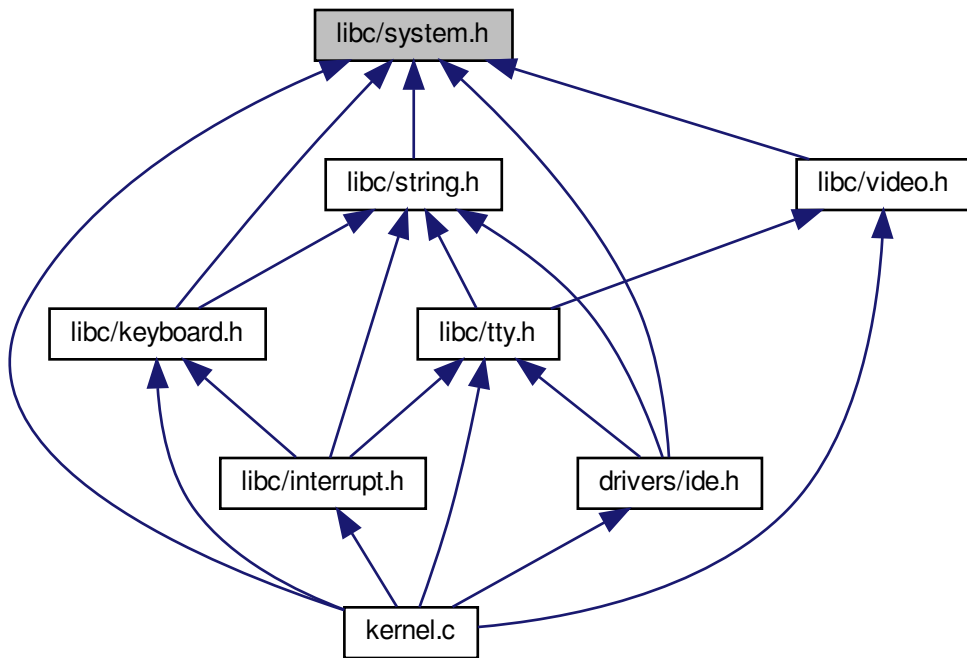 libc/system.h
libc/string.h
libc/video.h
libc/keyboard.h
libc/tty.h
libc/interrupt.h
drivers/ide.h
kernel.c